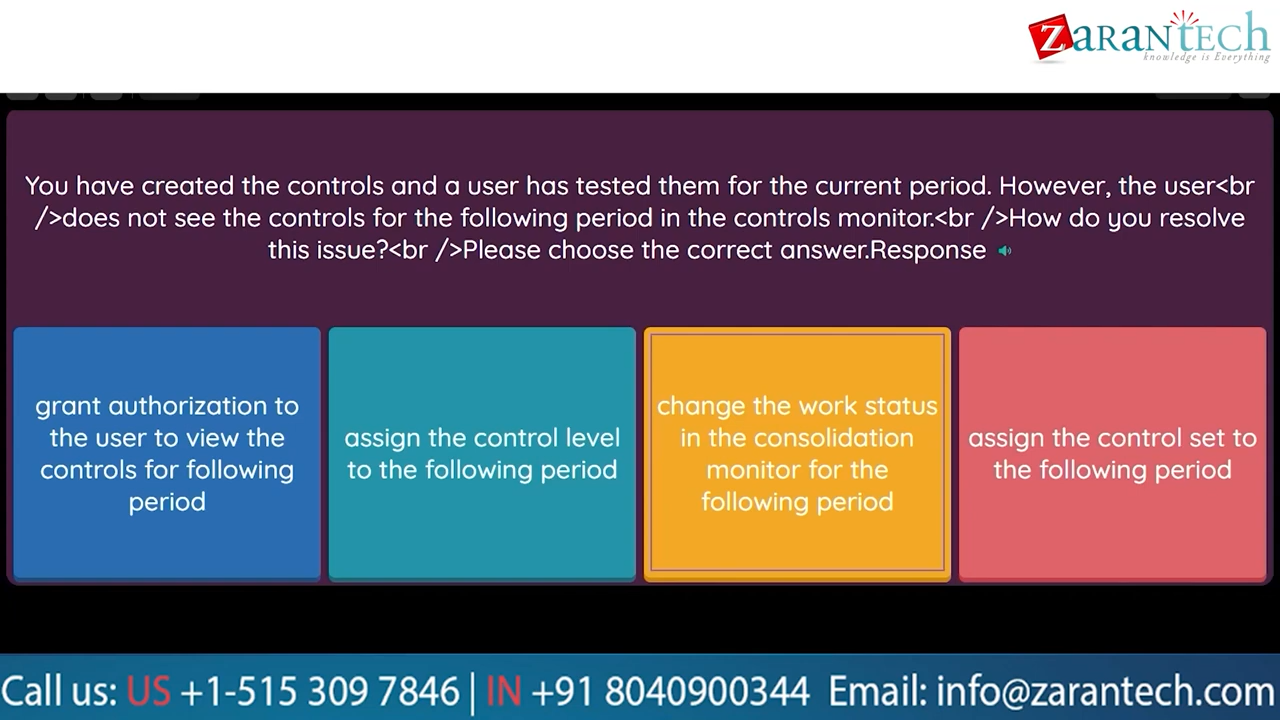 ZARANTECH
knowledge is Everything
You have created the controls and a user has tested them for the current period. However, the user<br
/>does not see the controls for the following period in the controls monitor.<br />How do you resolve
this issue?<br />Please choose the correct answer.Response
grant authorization to
the user to view the
controls for following
period
assign the control level
to the following period
change the work status
in the consolidation
monitor for the
following period
assign the control set to
the following period
Call us: US +1-515 309 7846 | IN +91 8040900344 Email: info@zarantech.com